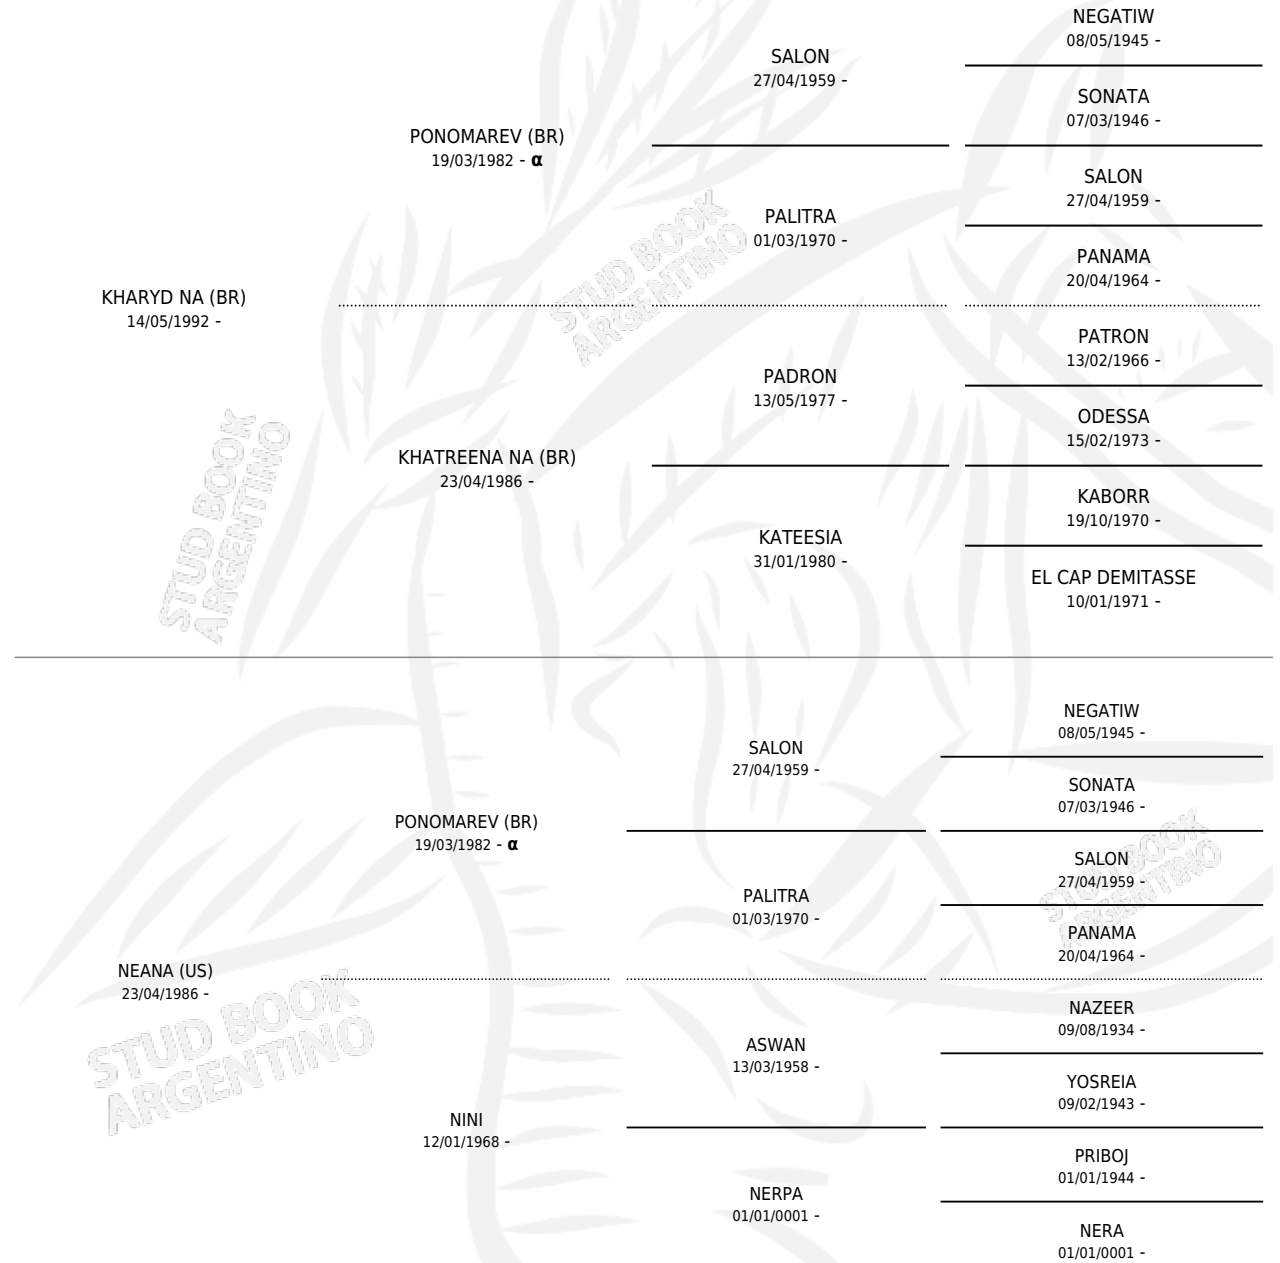 NEGATIW
08/05/1945 -
SALON
27/04/1959 -
SONATA
07/03/1946 -
PONOMAREV (BR)
19/03/1982 - α
SALON
27/04/1959 -
PALITRA
01/03/1970 -
PANAMA
20/04/1964 -
KHARYD NA (BR)
14/05/1992 -
PATRON
13/02/1966 -
PADRON
13/05/1977 -
ODESSA
15/02/1973 -
KHATREENA NA (BR)
23/04/1986 -
KABORR
19/10/1970 -
KATEESIA
31/01/1980 -
EL CAP DEMITASSE
10/01/1971 -
NEGATIW
08/05/1945 -
SALON
27/04/1959 -
SONATA
07/03/1946 -
PONOMAREV (BR)
19/03/1982 - α
SALON
27/04/1959 -
PALITRA
01/03/1970 -
PANAMA
20/04/1964 -
NEANA (US)
23/04/1986 -
NAZEER
09/08/1934 -
ASWAN
13/03/1958 -
YOSREIA
09/02/1943 -
NINI
12/01/1968 -
PRIBOJ
01/01/1944 -
NERPA
01/01/0001 -
NERA
01/01/0001 -
STUD BOOK
ARGENTINO
STUD BOOK
ARGENTINO
STUD BOOK
ARGENTINO
STUD BOOK
ARGENTINO